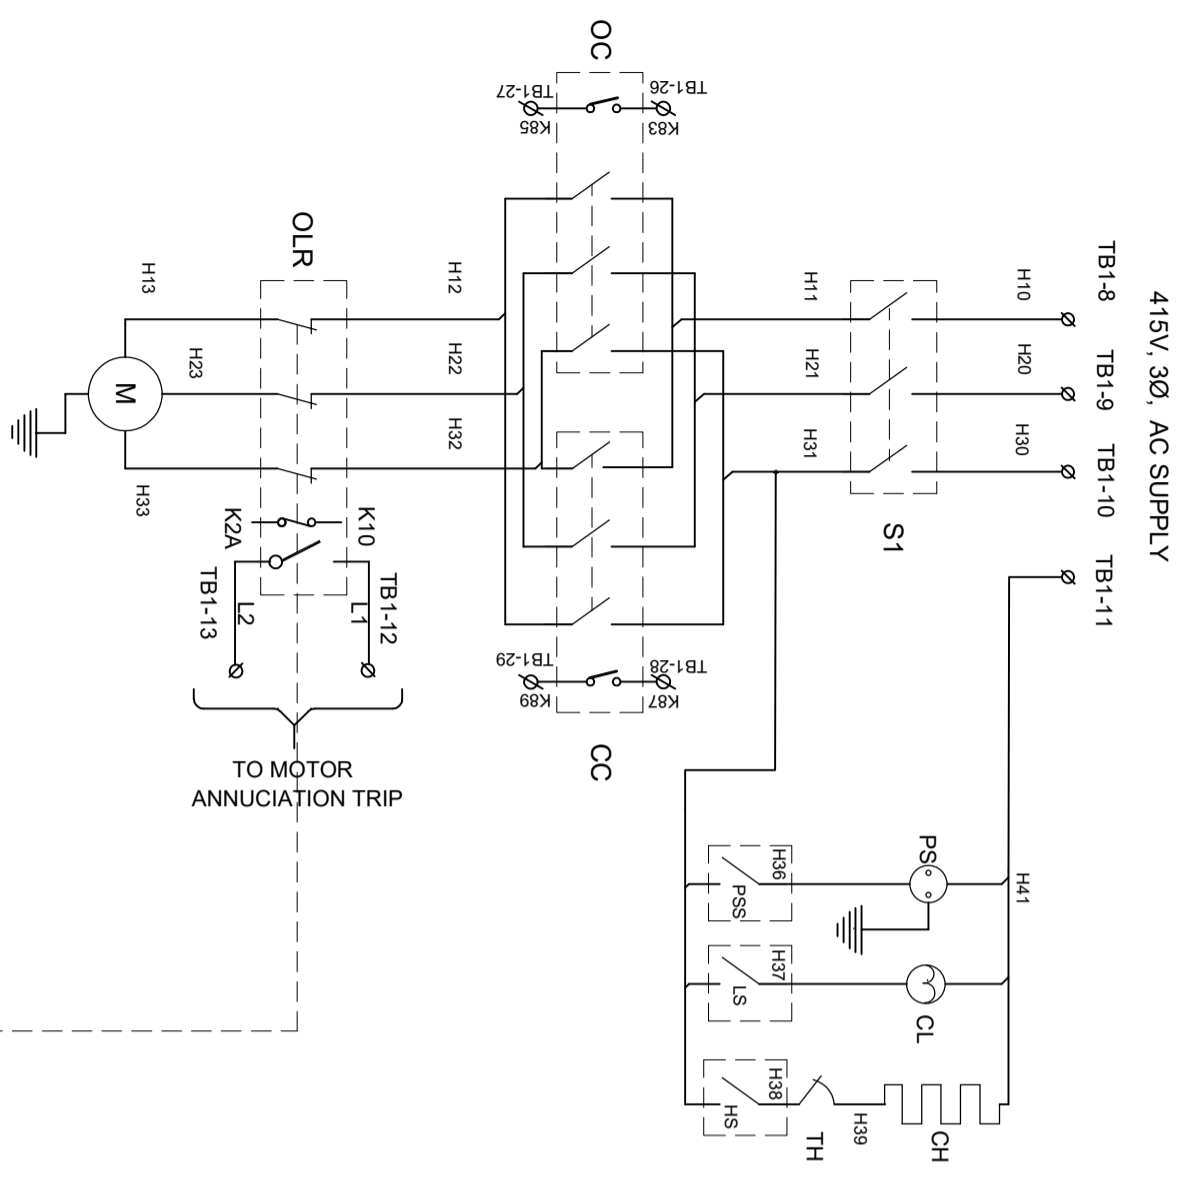 415V, 3Ø, AC SUPPLY
TB1-8
TB1-9
TB1-10
TB1-11
H10
H20
H30
S1
H11
H21
H31
H41
OC
TB1-26
K83
TB1-27
K85
CC
TB1-28
K87
TB1-29
K89
H12
H22
H32
OLR
K10
K2A
TB1-12
L1
L2
TB1-13
H13
H23
H33
M
TO MOTOR
ANNUCIATION TRIP
PS
H36
PSS
CL
H37
LS
CH
H39
TH
H38
HS